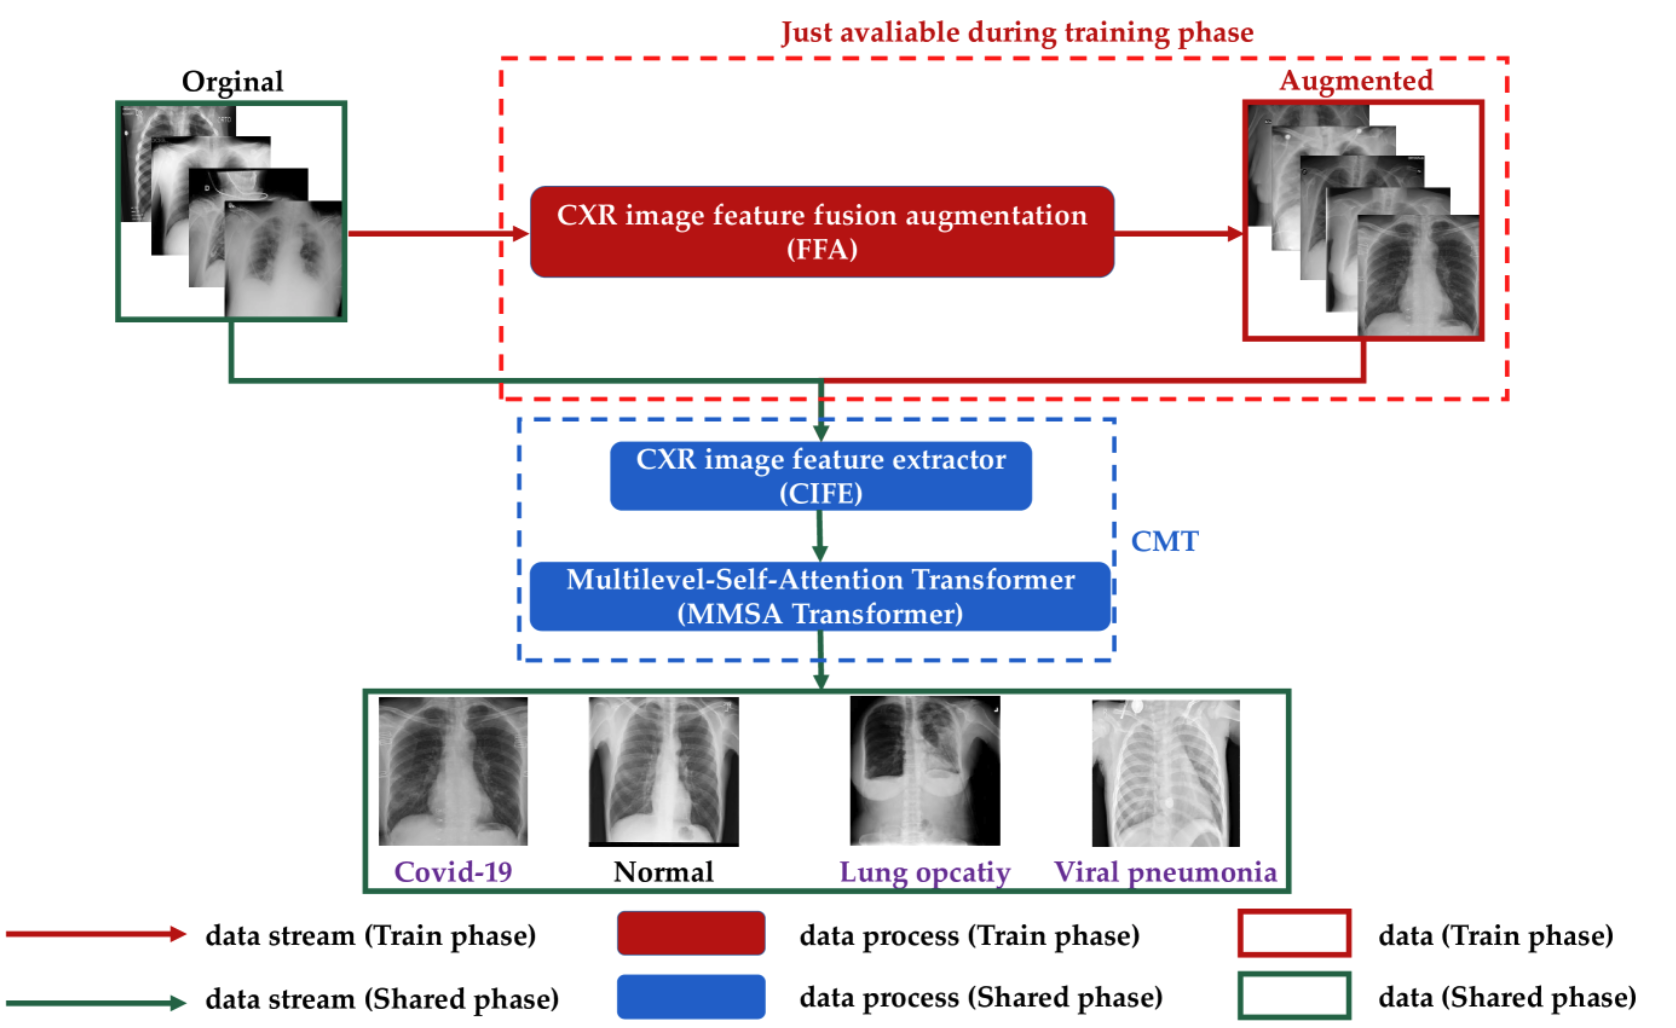 Just avaliable during training phase
Orginal
Augmented
CXR image feature fusion augmentation
(FFA)
CXR image feature extractor
(CIFE)
CMT
Multilevel-Self-Attention Transformer
(MMSA Transformer)
Covid-19
Normal
Lung opcatiy
Viral pneumonia
data stream (Train phase)
data process (Train phase)
data (Train phase)
data stream (Shared phase)
data process (Shared phase)
data (Shared phase)